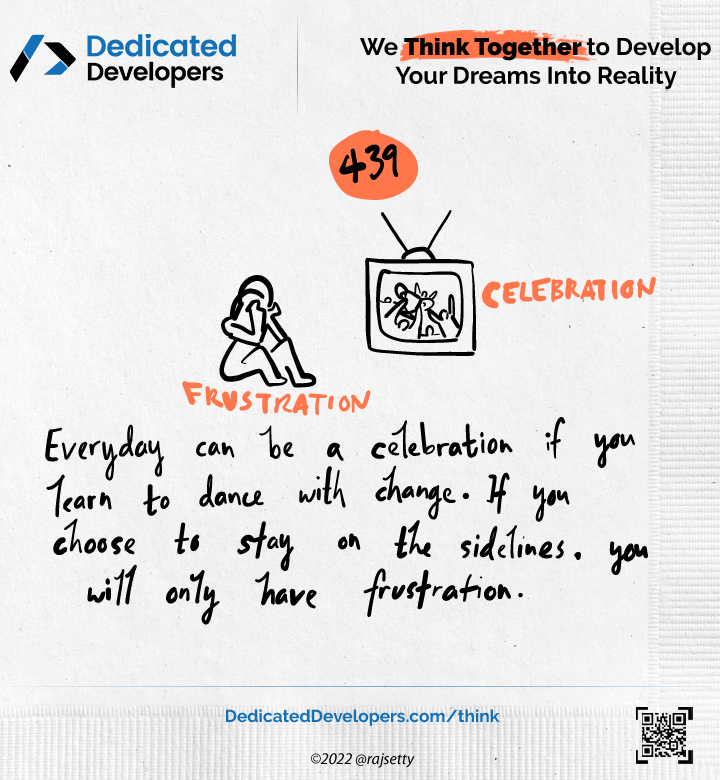 Dedicated
Developers
We Think Together to Develop
Your Dreams Into Reality
439
CELEBRATION
FRUSTRATION
Everyday can be a celebration if you
learn to dance with change. If you
choose to stay on the sidelines. you
will only have frustration.
DedicatedDevelopers.com/think
©2022 @rajsetty